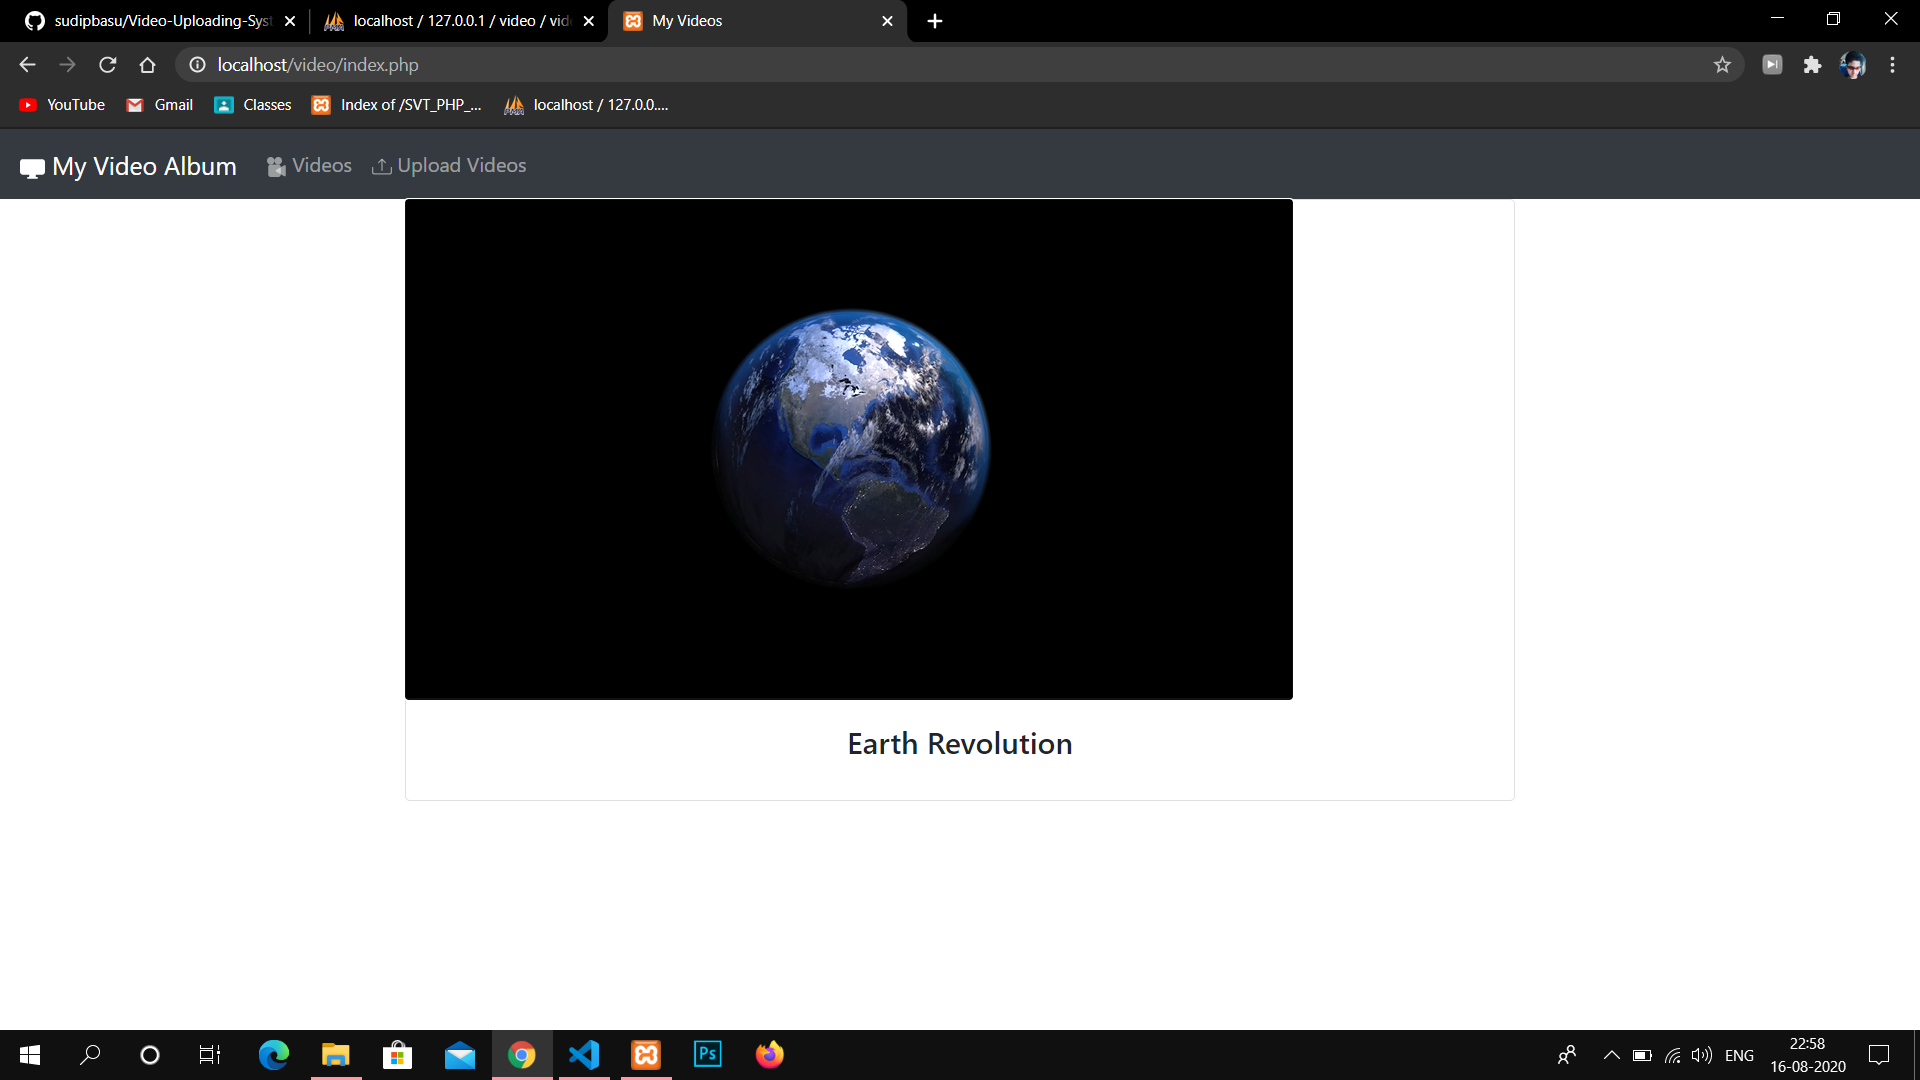 sudipbasu/Video-Uploading-Syst
localhost / 127.0.0.1 / video / vid
My Videos
localhost/video/index.php
YouTube
Gmail
Classes
Index of /SVT_PHP_...
localhost / 127.0.0....
My Video Album
Videos
Upload Videos
Earth Revolution
Ps
ENG
22:58
16-08-2020